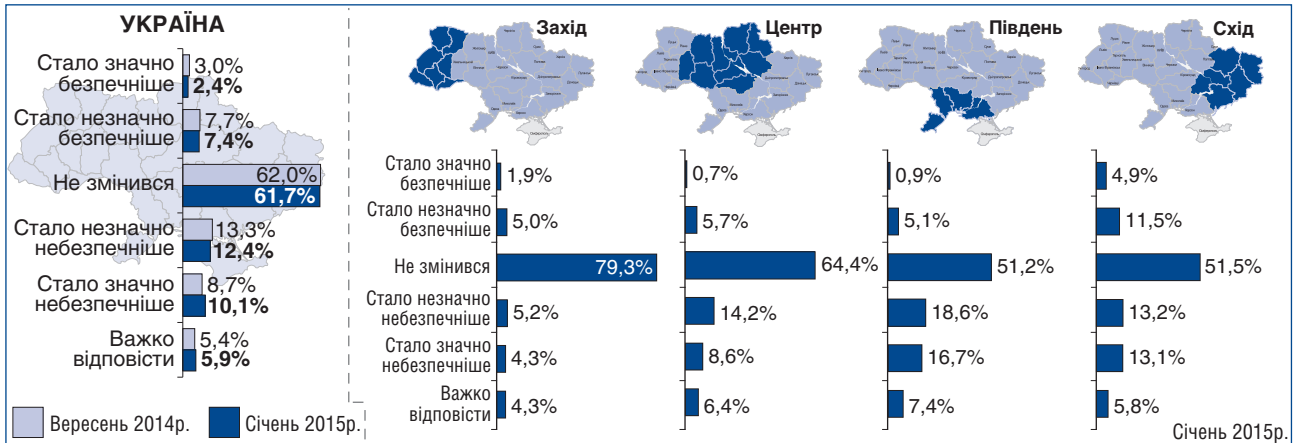 УКРАЇНА
Стало значно
безпечніше
3,0%
2,4%
Стало незначно
безпечніше
7,7%
7,4%
Не змінився
62,0%
61,7%
Стало незначно
небезпечніше
13,3%
12,4%
Стало значно
небезпечніше
8,7%
10,1%
Важко
відповісти
5,4%
5,9%
Вересень 2014р.
Січень 2015р.
Захід
Центр
Південь
Схід
Стало значно
безпечніше
1,9%
0,7%
0,9%
4,9%
Стало незначно
безпечніше
5,0%
5,7%
5,1%
11,5%
Не змінився
79,3%
64,4%
51,2%
51,5%
Стало незначно
небезпечніше
5,2%
14,2%
18,6%
13,2%
Стало значно
небезпечніше
4,3%
8,6%
16,7%
13,1%
Важко
відповісти
4,3%
6,4%
7,4%
5,8%
Січень 2015р.